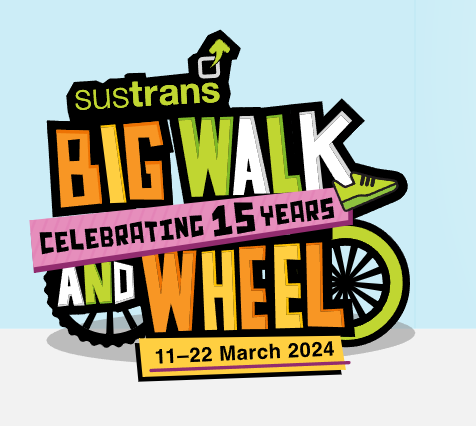 sustrans
BIG WALK
CELEBRATING 15 YEARS
AND WHEEL
11–22 March 2024